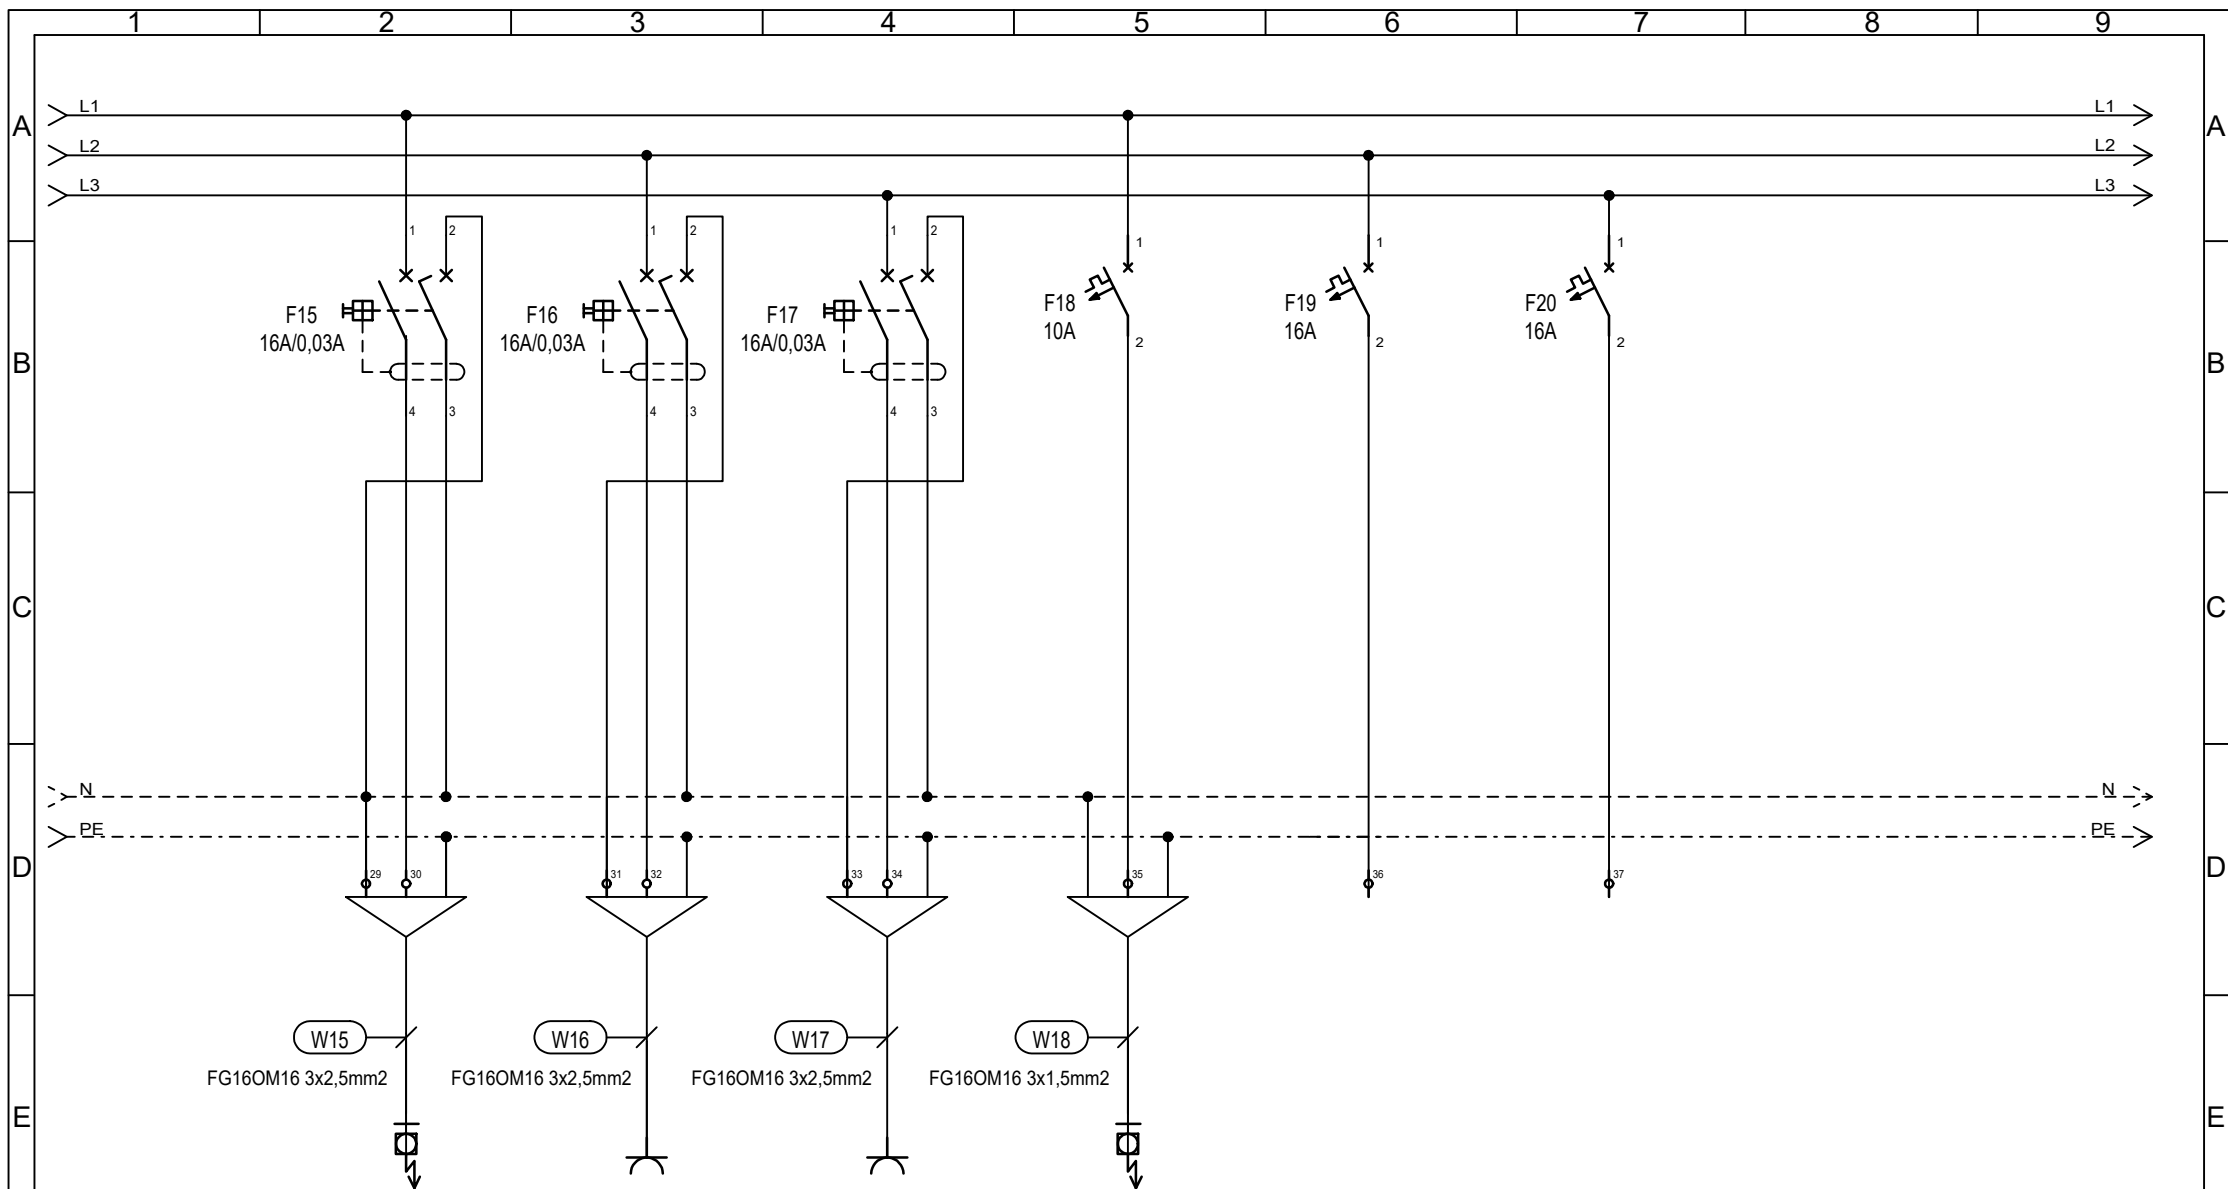 1 2 3 4 5 6 7 8 9
L1 L1
A A
L2 L2
L3 L3
1 2 1 2 1 2 1 1 1
F15 F16 F17 F18 F19 F20
16A/0,03A 16A/0,03A 16A/0,03A 10A 16A 16A
2 2 2
B B
4 3 4 3 4 3
C C
N N
PE PE
D D
29 30 31 32 33 34 35 36 37
W15 W16 W17 W18
FG16OM16 3x2,5mm2 FG16OM16 3x2,5mm2 FG16OM16 3x2,5mm2 FG16OM16 3x1,5mm2
E E